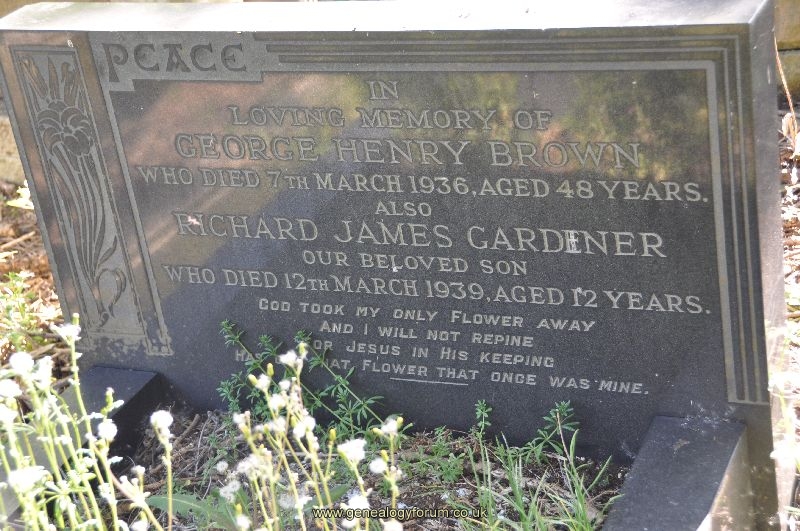 PEACE
IN
LOVING MEMORY OF
GEORGE HENRY BROWN
WHO DIED 7TH MARCH 1936, AGED 48 YEARS.
ALSO
RICHARD JAMES GARDENER
OUR BELOVED SON
WHO DIED 12TH MARCH 1939, AGED 12 YEARS.
GOD TOOK MY ONLY FLOWER AWAY
AND I WILL NOT REPINE
FOR JESUS IN HIS KEEPING
FLOWER THAT ONCE WAS MINE.
www.genealogyforum.co.uk